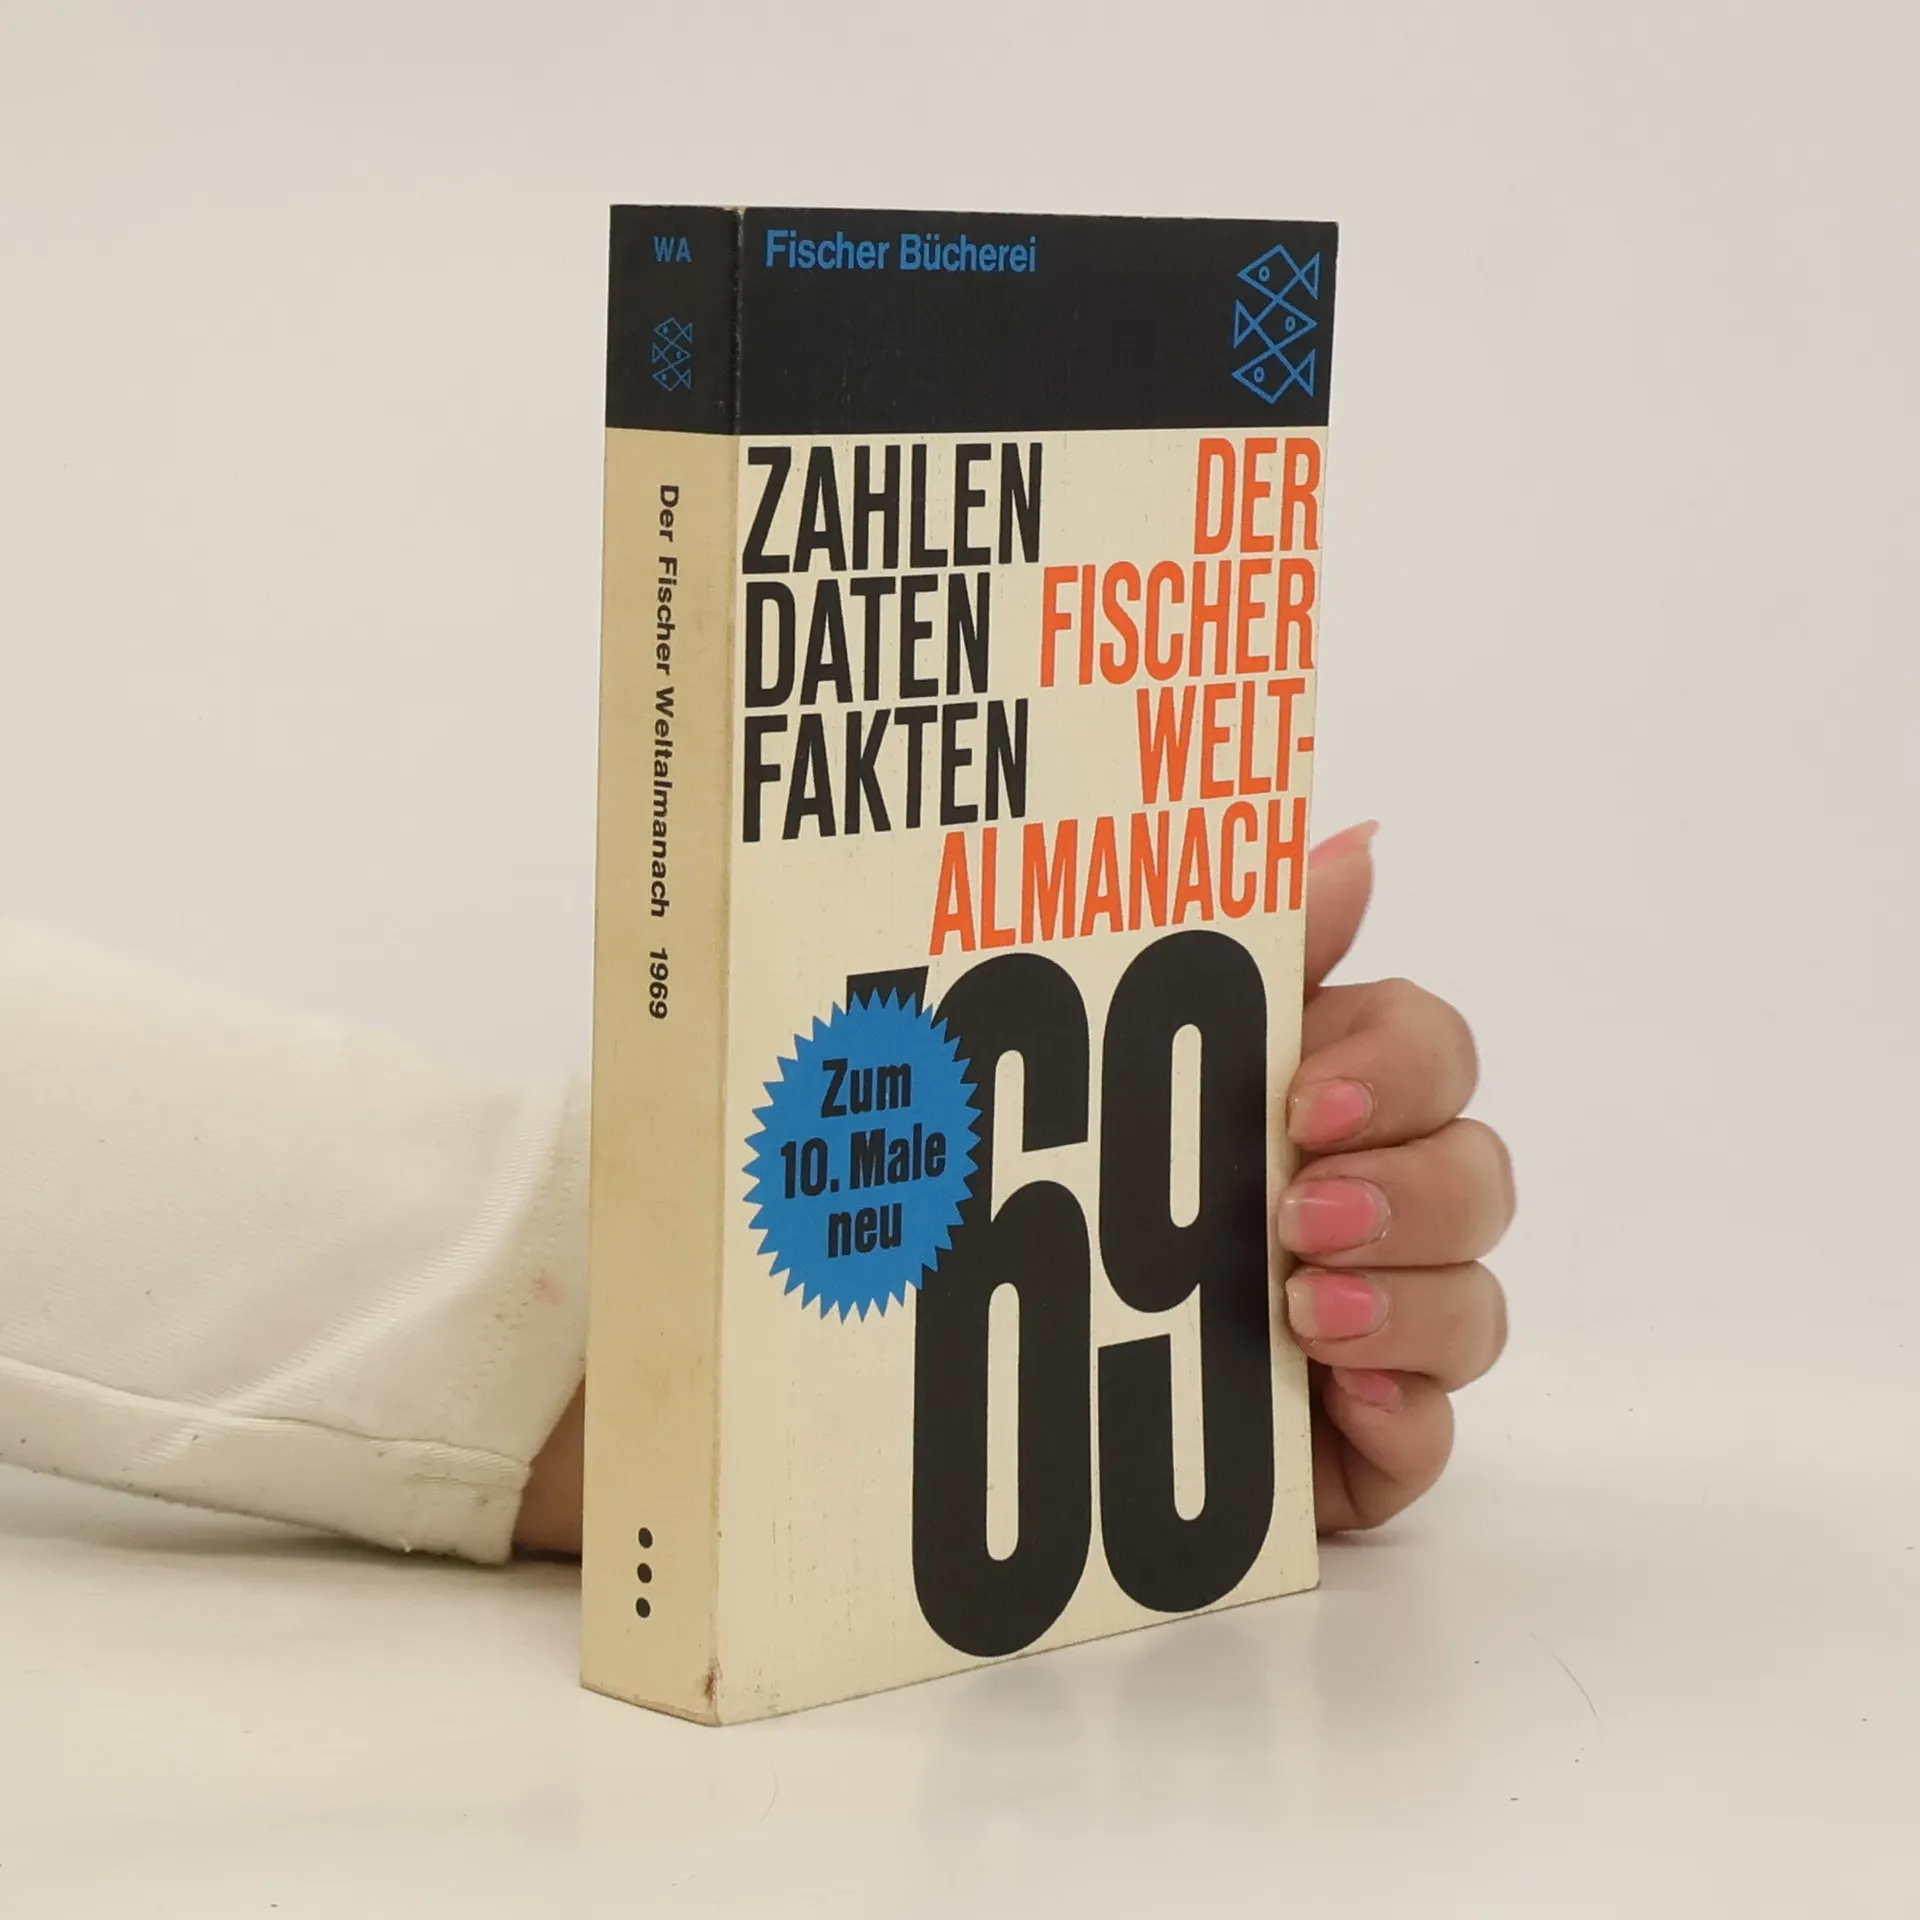 WA
Der Fischer Weltalmanach 1969
Fischer Bücherei
ZAHLEN
DATEN
FAKTEN
DER
FISCHER
WELT-
ALMANACH
'69
Zum
10. Male
neu